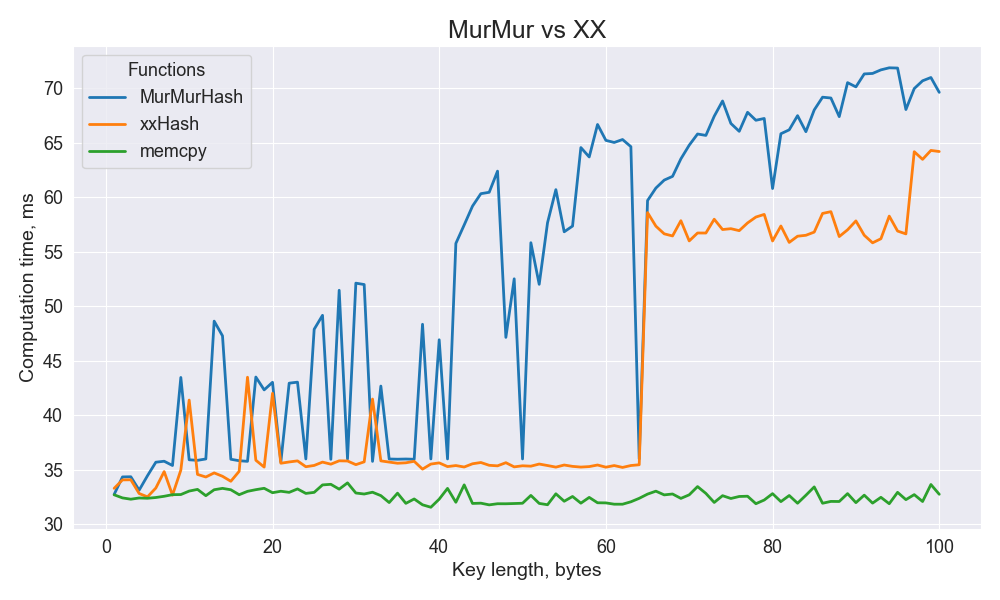 MurMur vs XX
Functions
MurMurHash
xxHash
memcpy
Computation time, ms
70
65
60
55
50
45
40
35
30
0 20 40 60 80 100
Key length, bytes